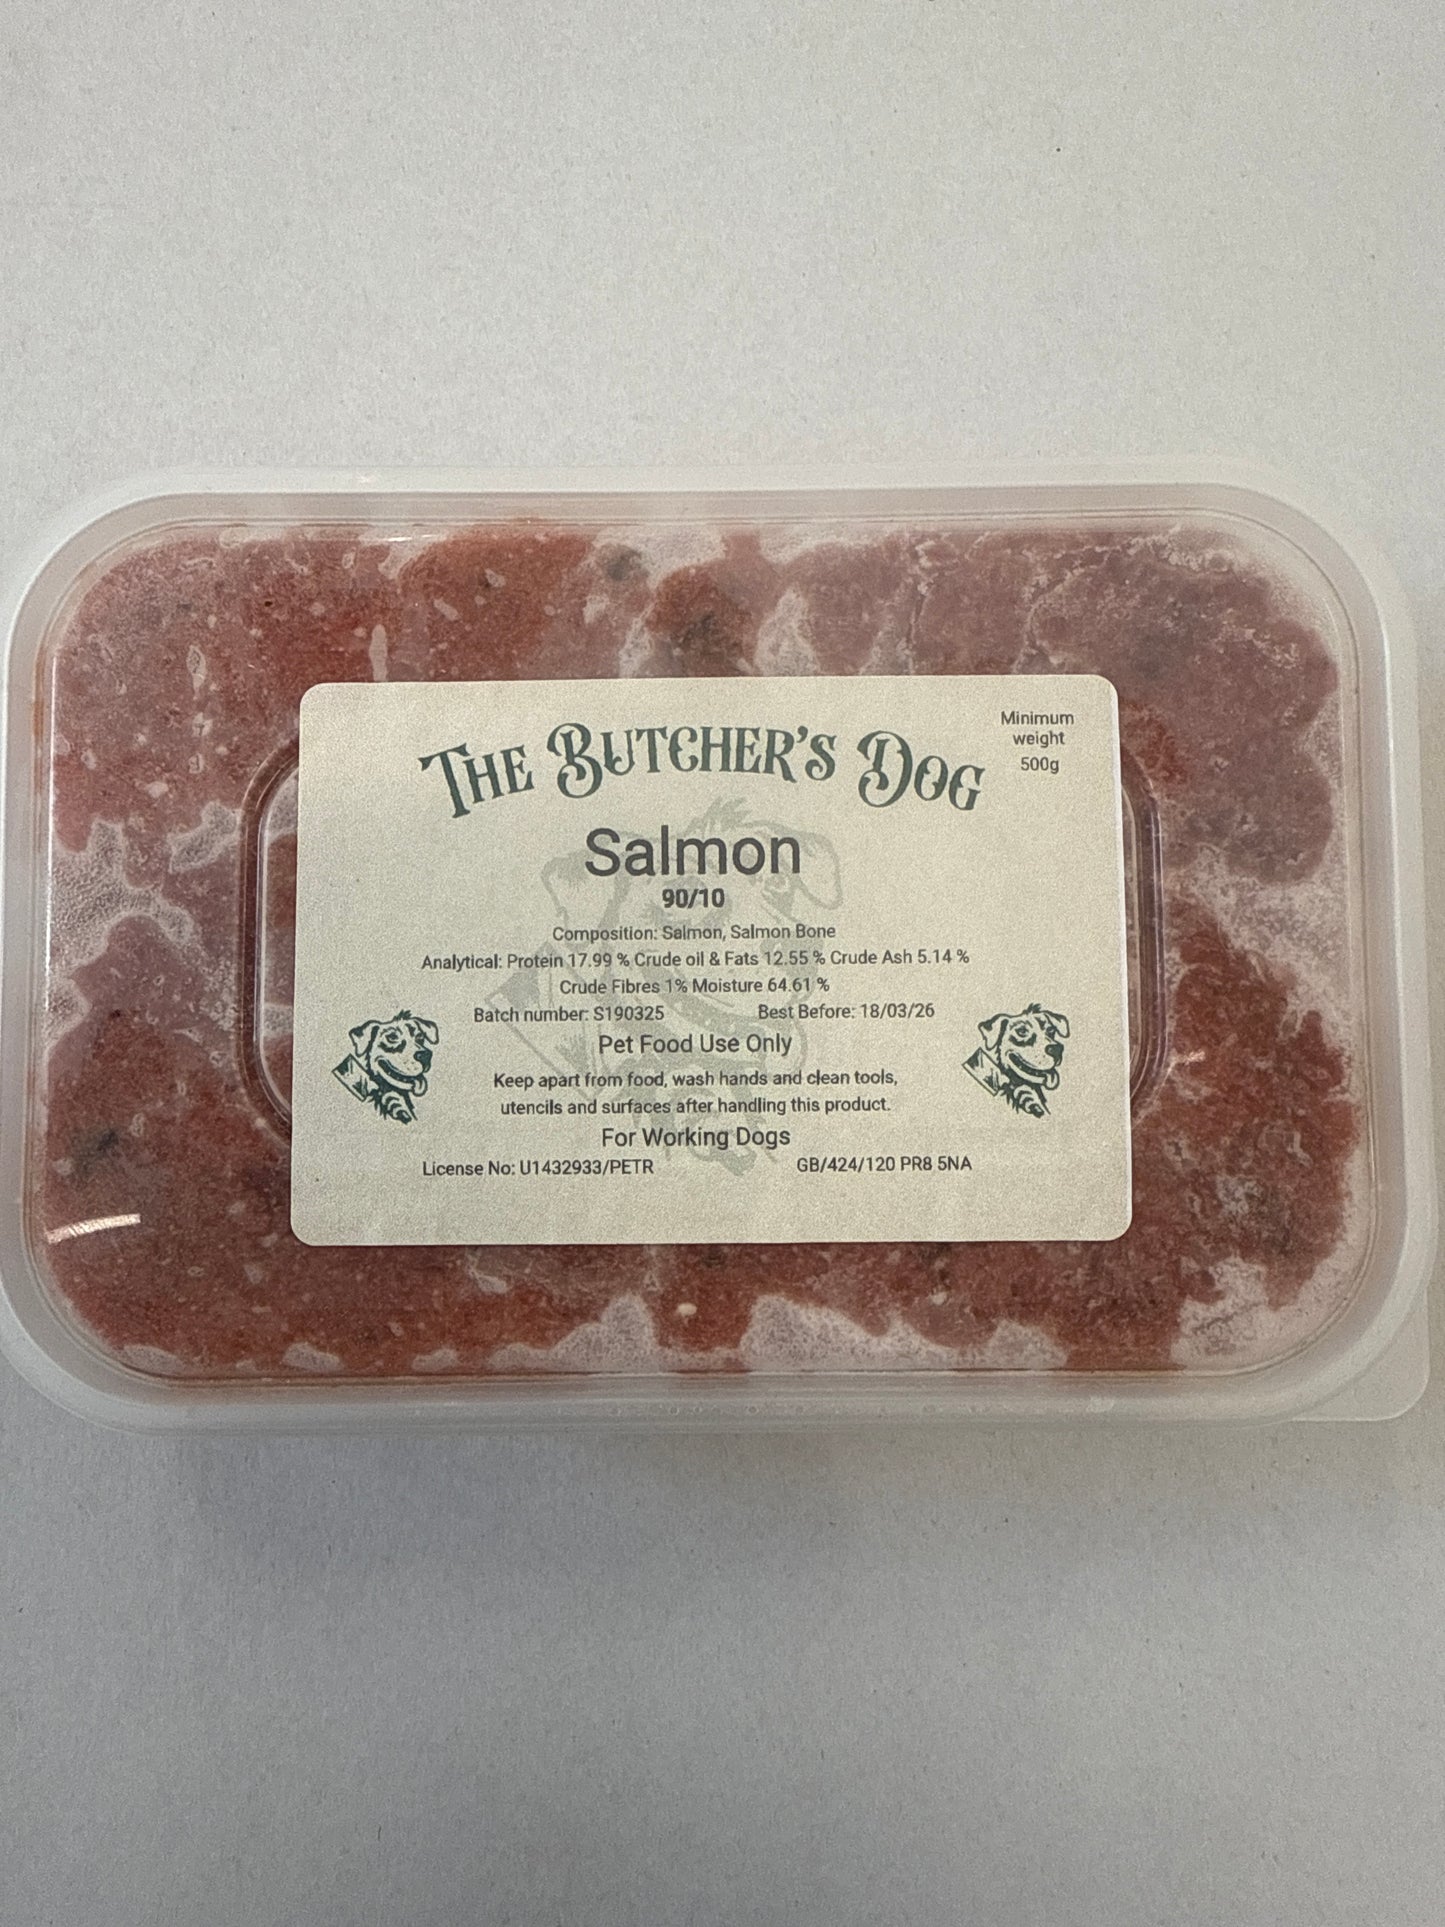 THE BUTCHER'S DOG
Minimum
weight
500g
Salmon
90/10
Composition: Salmon, Salmon Bone
Analytical: Protein 17.99 % Crude oil & Fats 12.55 % Crude Ash 5.14 %
Crude Fibres 1% Moisture 64.61 %
Batch number: S190325 Best Before: 18/03/26
Pet Food Use Only
Keep apart from food, wash hands and clean tools,
utencils and surfaces after handling this product.
For Working Dogs
License No: U1432933/PETR GB/424/120 PR8 5NA